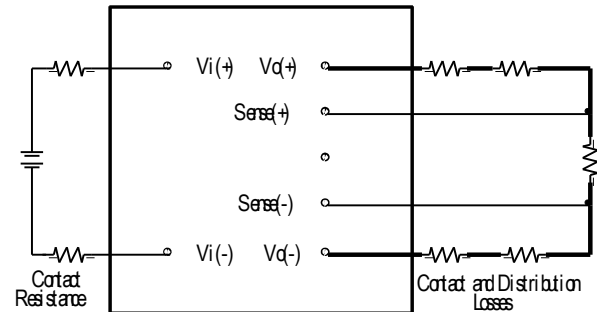 Vi(+) Vo(+)
Sense(+)
Sense(-)
Vi(-) Vo(-)
Contact
Resistance
Contact and Distribution
Losses